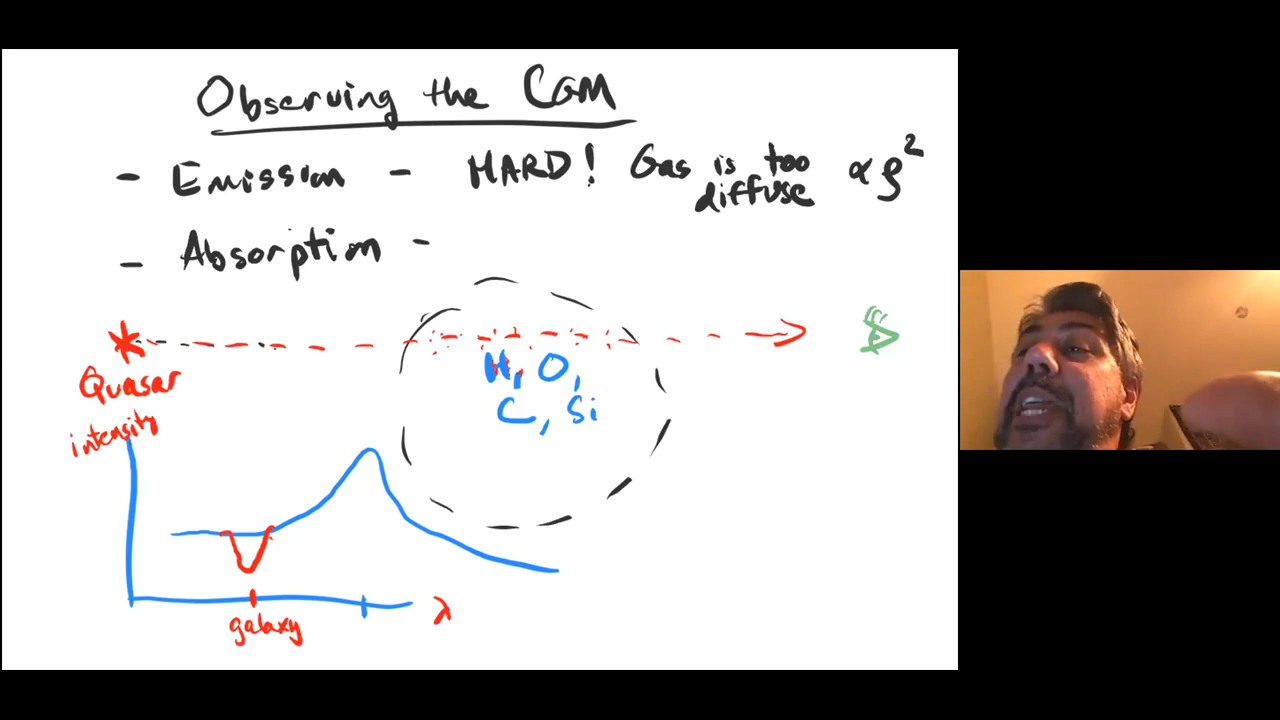 Observing the CGM
- Emission - HARD! Gas is too diffuse ∝ρ²
- Absorption -
Quasar
H, O,
C, Si
intensity
galaxy
λ